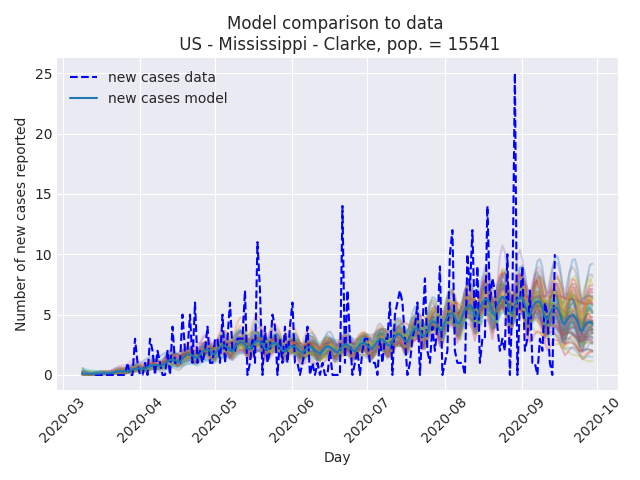 Model comparison to data
US - Mississippi - Clarke, pop. = 15541
new cases data
new cases model
Number of new cases reported
25
20
15
10
5
0
2020-03
2020-04
2020-05
2020-06
2020-07
2020-08
2020-09
2020-10
Day